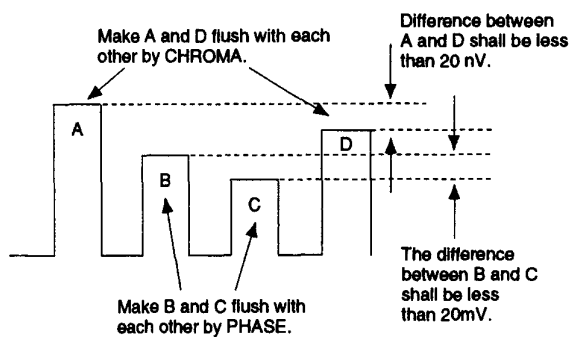 Make A and D flush with each
other by CHROMA.
Difference between
A and D shall be less
than 20 nV.
A
B
C
D
Make B and C flush with
each other by PHASE.
The difference
between B and C
shall be less
than 20mV.